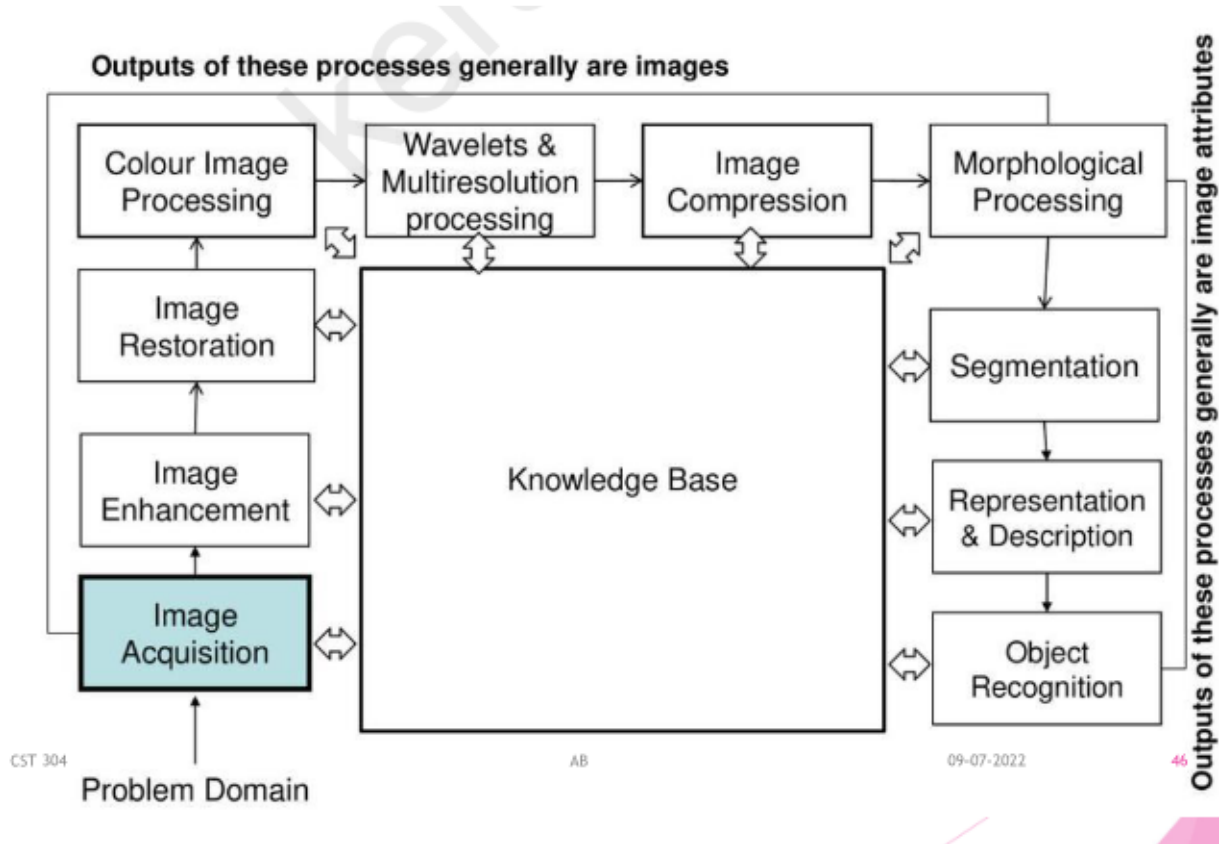 Outputs of these processes generally are images
Colour Image
Processing
Wavelets &
Multiresolution
processing
Image
Compression
Morphological
Processing
Image
Restoration
Segmentation
Image
Enhancement
Knowledge Base
Representation
& Description
Image
Acquisition
Object
Recognition
Outputs of these processes generally are image attributes
CST 304
AB
09-07-2022
46
Problem Domain